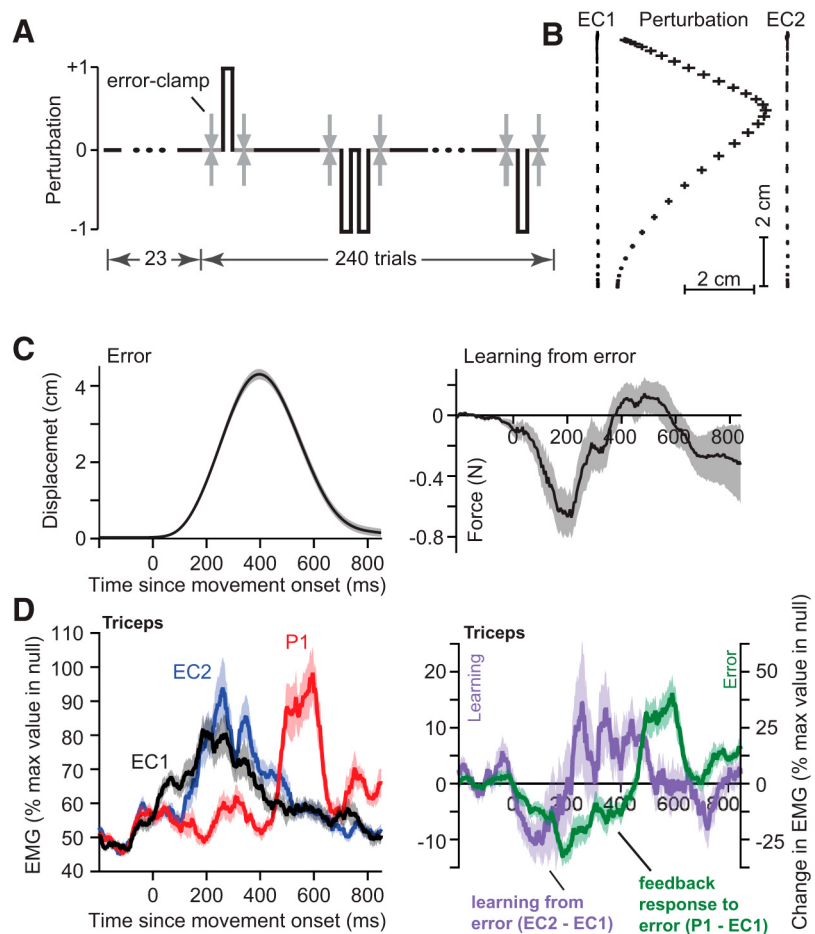 A
+1
0
-1
Perturbation
error-clamp
23
240 trials
B
EC1 Perturbation EC2
2 cm
2 cm
C
Error
Displacemet (cm)
4
2
0
0 200 400 600 800
Time since movement onset (ms)
Learning from error
0
-0.4
-0.8
Force (N)
0 200 400 600 800
D
Triceps
EMG (% max value in null)
110
100
90
80
70
60
50
40
EC1
EC2
P1
0 200 400 600 800
Time since movement onset (ms)
Triceps
Learning
Error
20
10
0
-10
50
25
0
-25
0 200 400 600 800
Change in EMG (% max value in null)
learning from
error (EC2 - EC1)
feedback
response to
error (P1 - EC1)